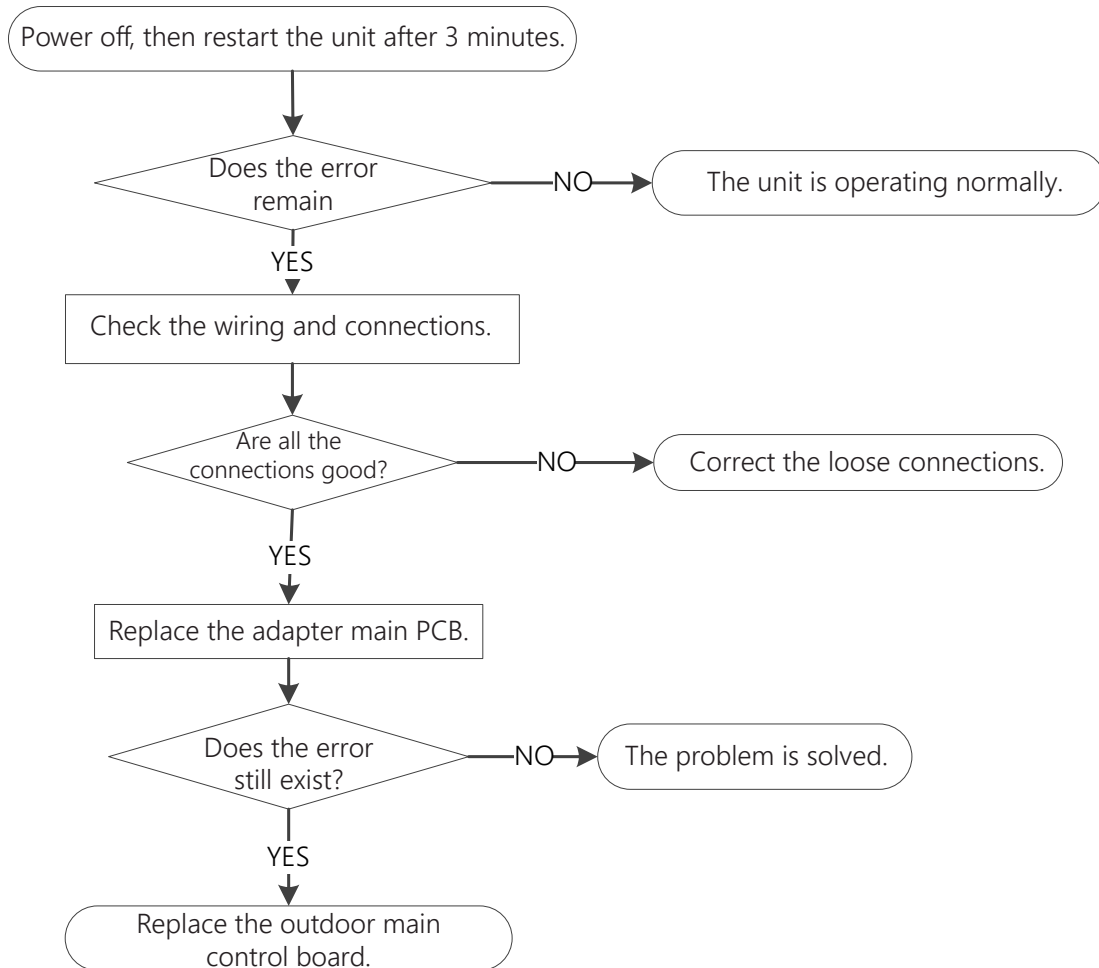 Power off, then restart the unit after 3 minutes.
Does the error
remain
NO
The unit is operating normally.
YES
Check the wiring and connections.
Are all the
connections good?
NO
Correct the loose connections.
YES
Replace the adapter main PCB.
Does the error
still exist?
NO
The problem is solved.
YES
Replace the outdoor main
control board.